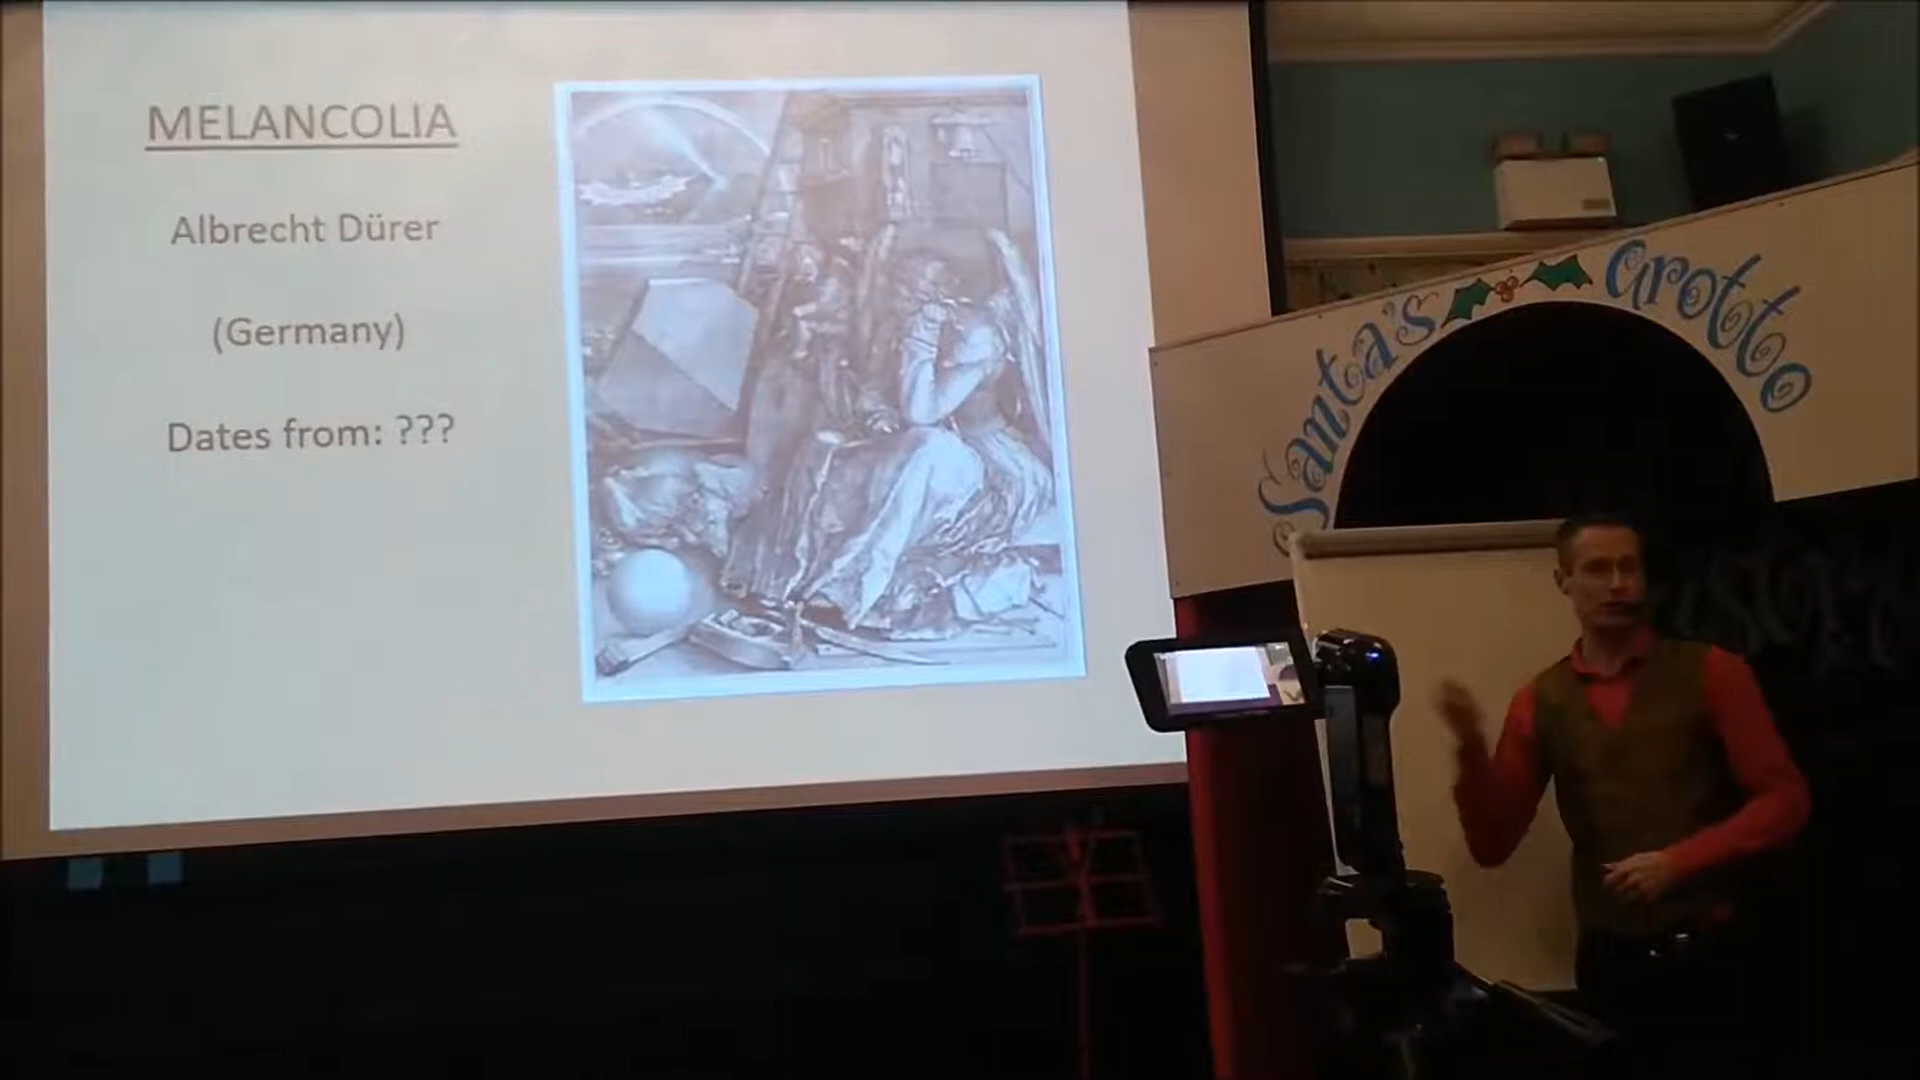 MELANCOLIA
Albrecht Dürer
(Germany)
Dates from: ???
Santa's Grotto